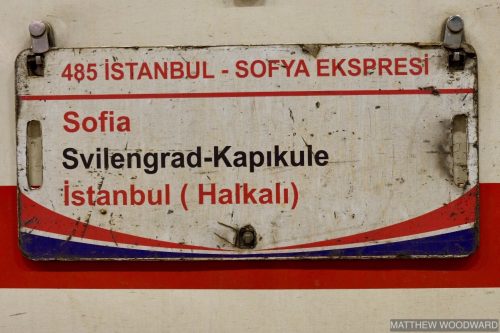 485 İSTANBUL - SOFYA EKSPRESİ
Sofia
Svilengrad-Kapıkule
İstanbul ( Halkalı)
MATTHEW WOODWARD